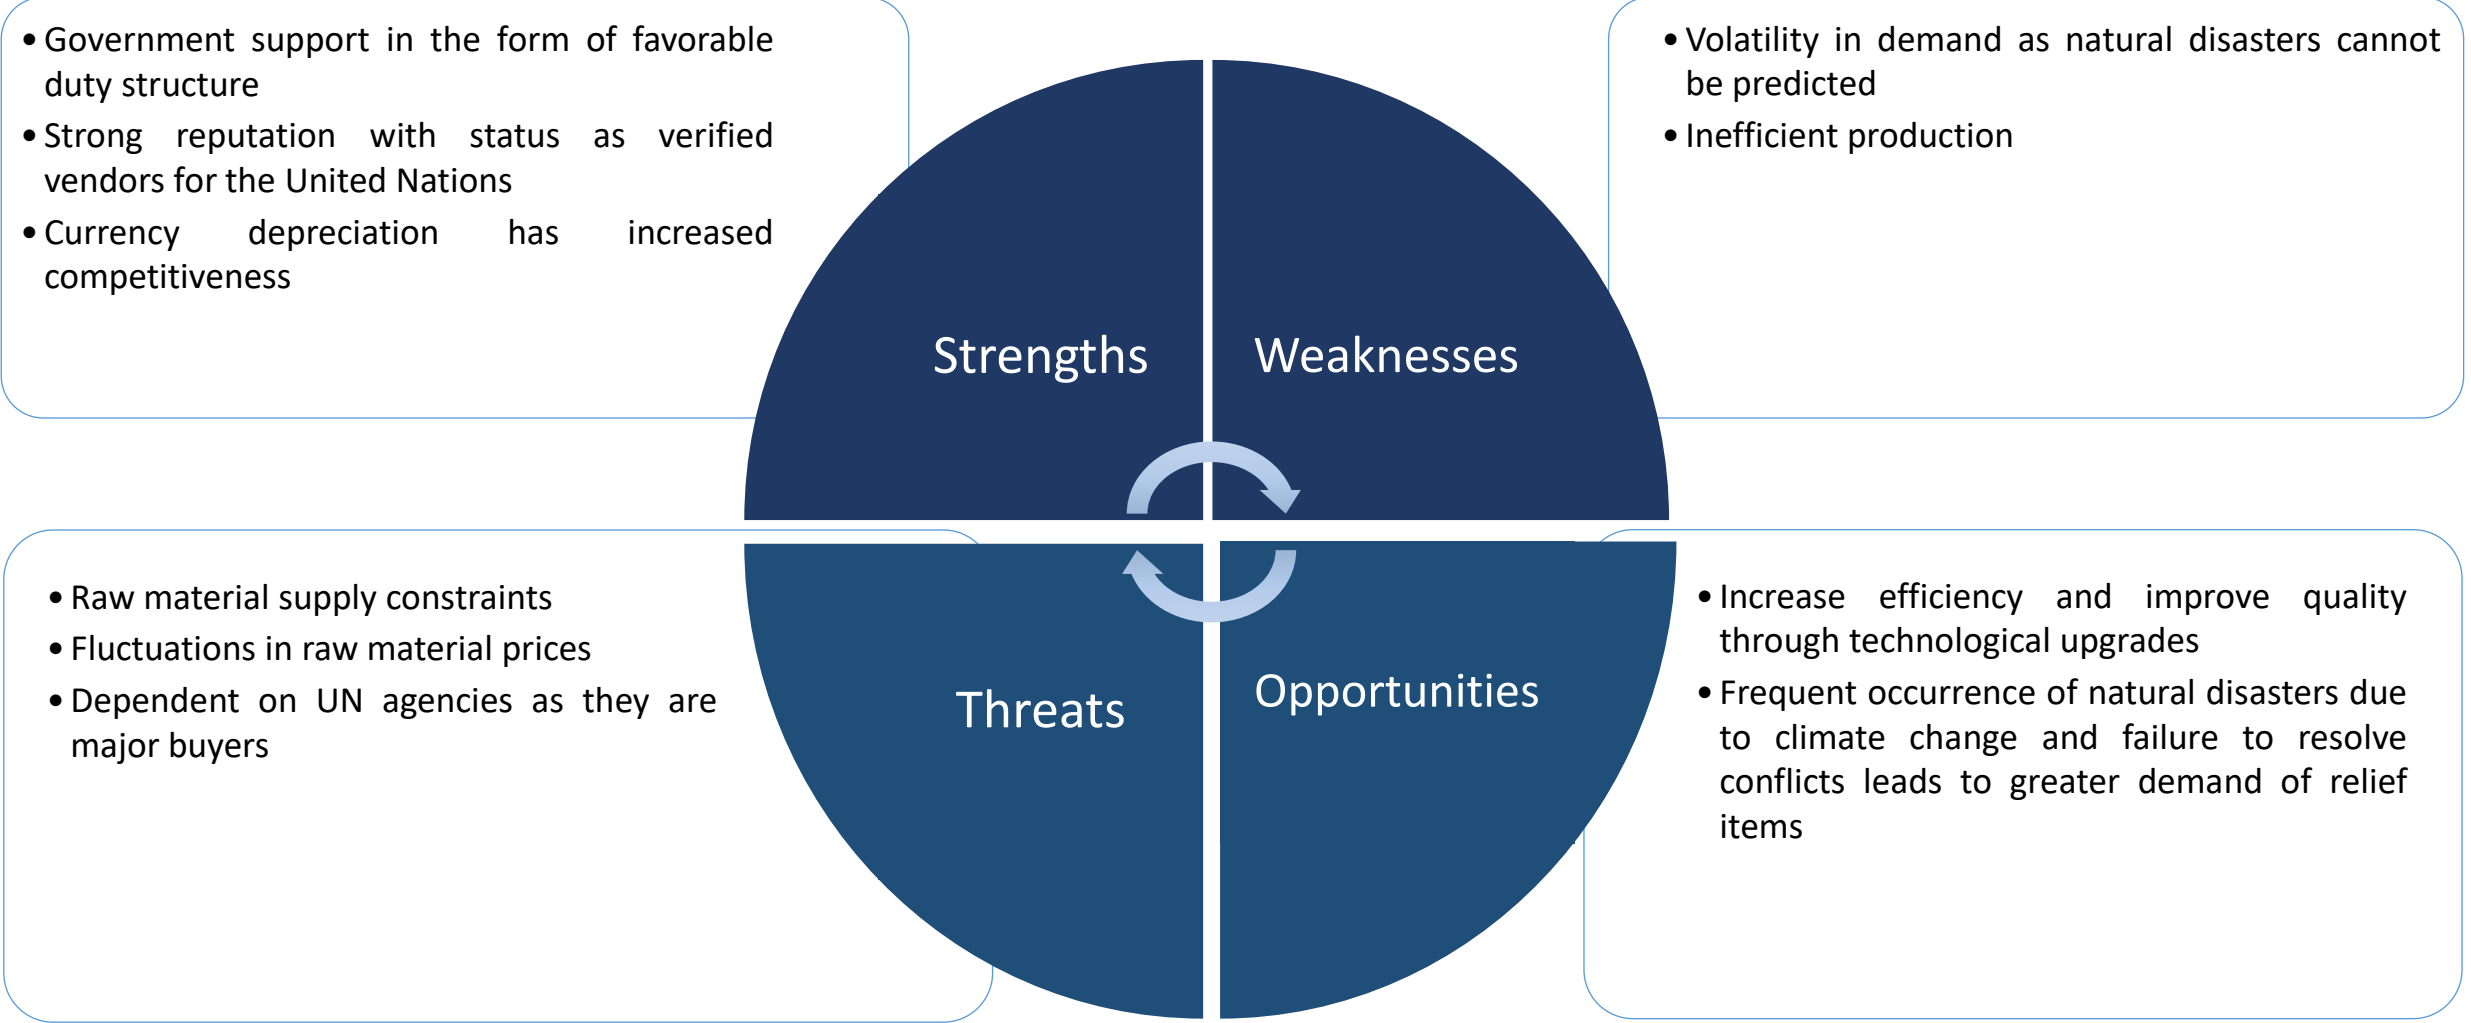 • Government support in the form of favorable
duty structure
• Strong reputation with status as verified
vendors for the United Nations
• Currency depreciation has increased
competitiveness
• Volatility in demand as natural disasters cannot
be predicted
• Inefficient production
Strengths
Weaknesses
• Raw material supply constraints
• Fluctuations in raw material prices
• Dependent on UN agencies as they are
major buyers
Threats
Opportunities
• Increase efficiency and improve quality
through technological upgrades
• Frequent occurrence of natural disasters due
to climate change and failure to resolve
conflicts leads to greater demand of relief
items